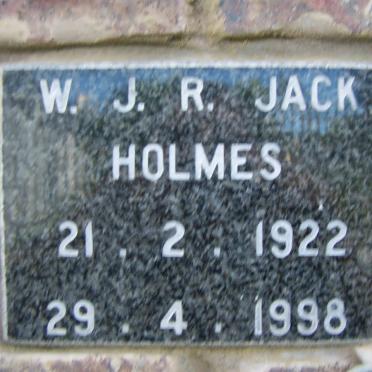 W. J. R. JACK
HOLMES
21 . 2 . 1922
29 . 4 . 1998